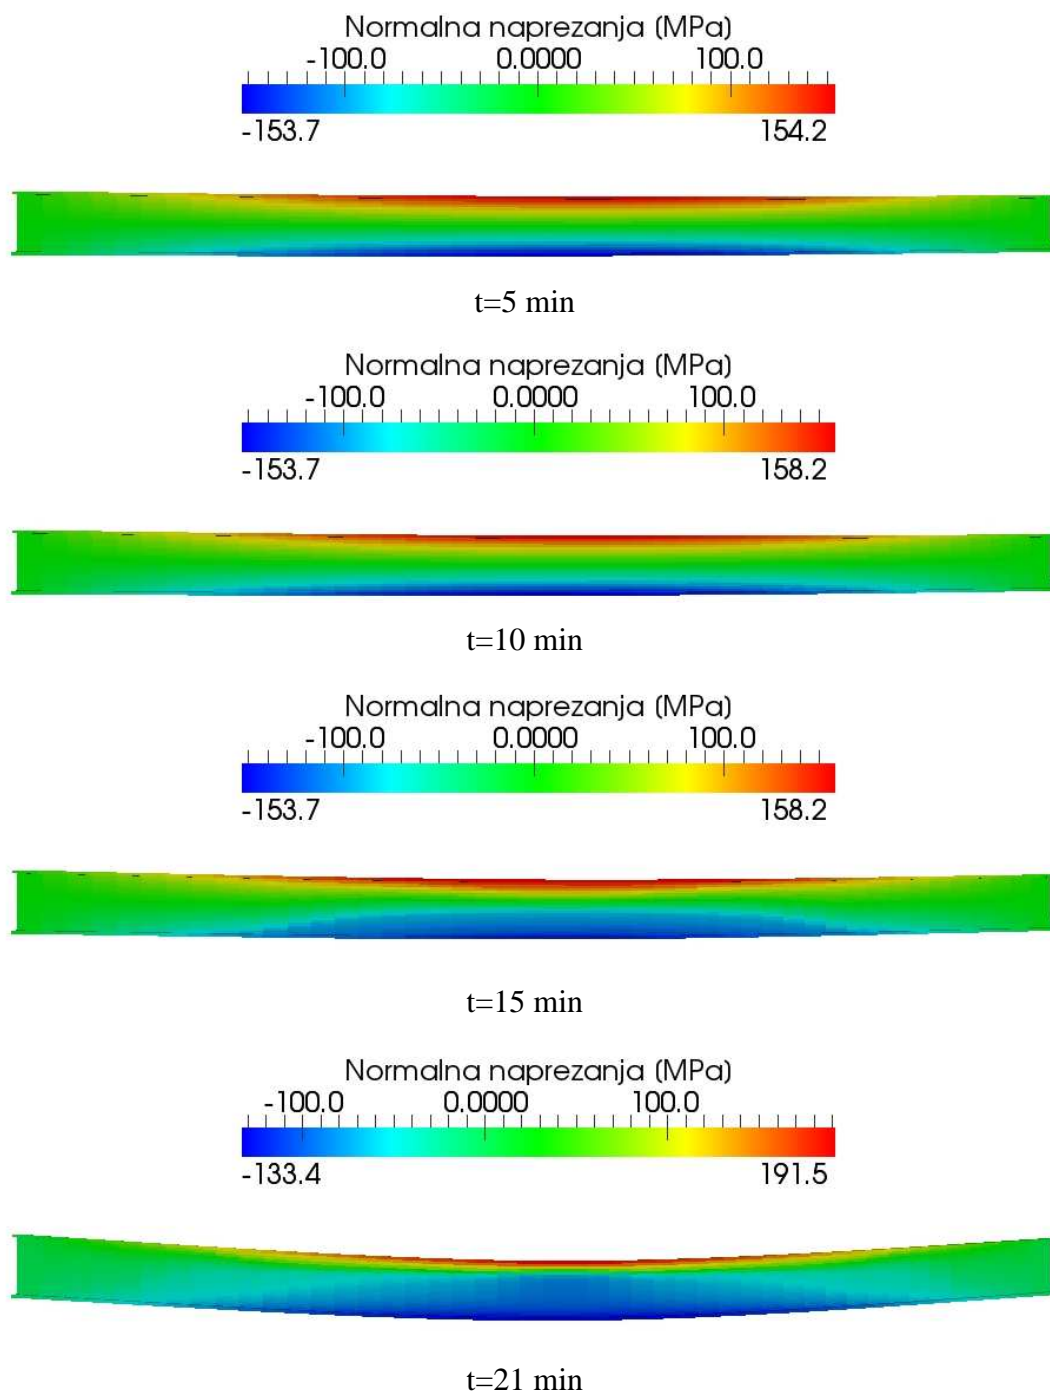 Normalna naprezanja (MPa)
-100.0 0.0000 100.0
-153.7 154.2
t=5 min
Normalna naprezanja (MPa)
-100.0 0.0000 100.0
-153.7 158.2
t=10 min
Normalna naprezanja (MPa)
-100.0 0.0000 100.0
-153.7 158.2
t=15 min
Normalna naprezanja (MPa)
-100.0 0.0000 100.0
-133.4 191.5
t=21 min